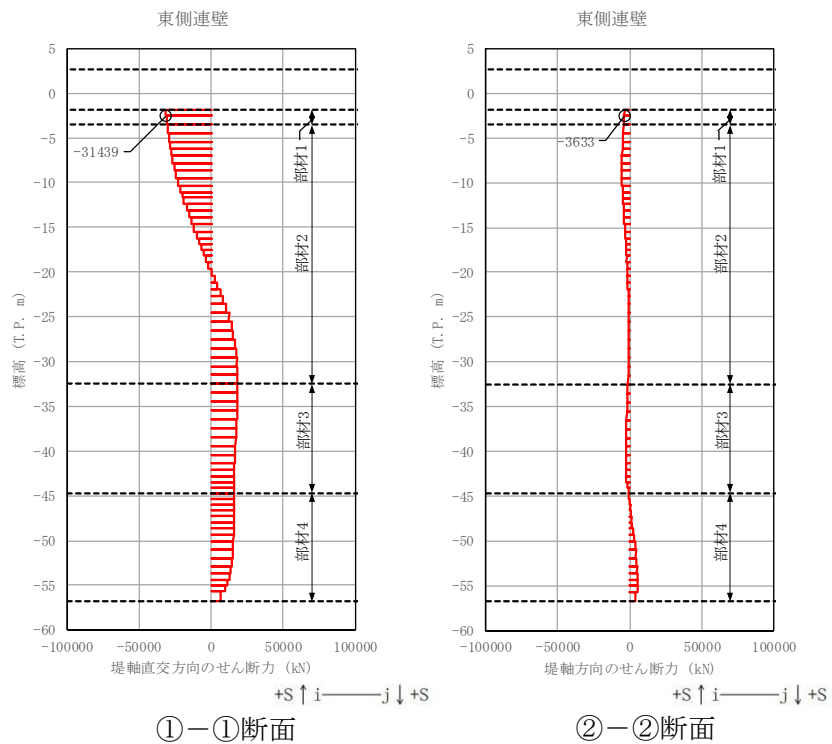 東側連壁
5
0
-5
-10
-15
-20
-25
-30
-35
-40
-45
-50
-55
-60
標高 (T.P. m)
-31439
部材1
部材2
部材3
部材4
-100000 -50000 0 50000 100000
堤軸直交方向のせん断力 (kN)
+S ↑ i────j ↓ +S
①－①断面
東側連壁
5
0
-5
-10
-15
-20
-25
-30
-35
-40
-45
-50
-55
-60
標高 (T.P. m)
-3633
部材1
部材2
部材3
部材4
-100000 -50000 0 50000 100000
堤軸方向のせん断力 (kN)
+S ↑ i────j ↓ +S
②－②断面